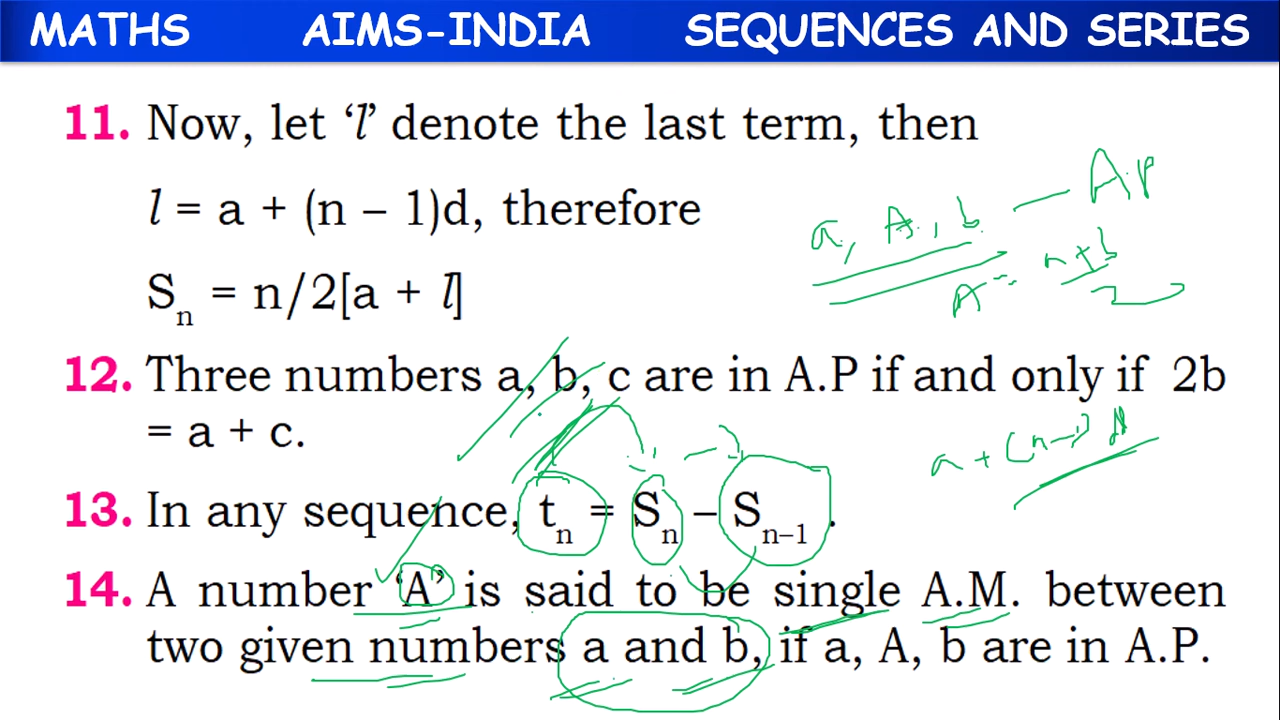 MATHS AIMS-INDIA SEQUENCES AND SERIES
11. Now, let ‘l’ denote the last term, then
l = a + (n – 1)d, therefore
a, A, b — A.P
Sn = n/2[a + l]
A = n+b
2
12. Three numbers a, b, c are in A.P if and only if 2b
= a + c.
a + (n-1) d
13. In any sequence, tn = Sn – Sn–1.
14. A number ‘A’ is said to be single A.M. between
two given numbers a and b, if a, A, b are in A.P.